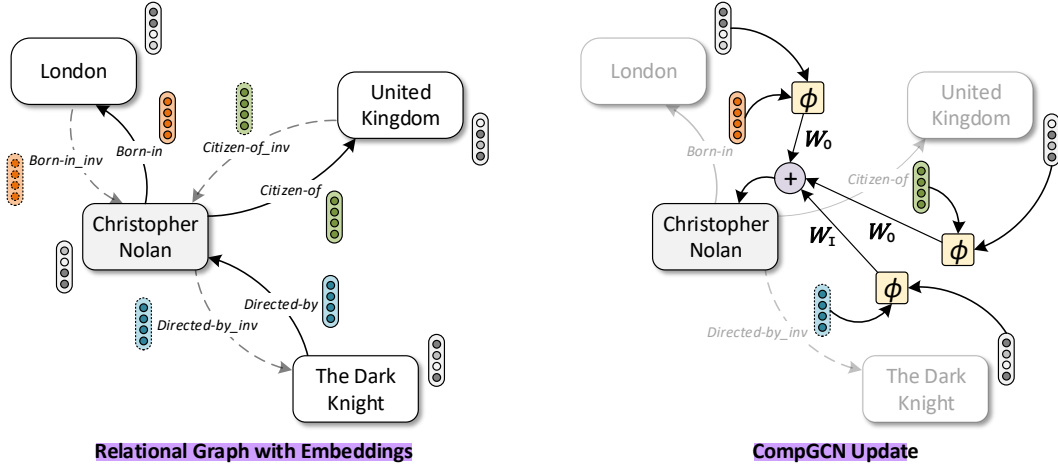 London
United
Kingdom
Born-in_inv
Born-in
Citizen-of_inv
Citizen-of
Christopher
Nolan
Directed-by
Directed-by_inv
The Dark
Knight
Relational Graph with Embeddings
London
United
Kingdom
ϕ
W₀
Born-in
+
Citizen-of
Christopher
Nolan
W_I
W₀
ϕ
ϕ
Directed-by_inv
The Dark
Knight
CompGCN Update